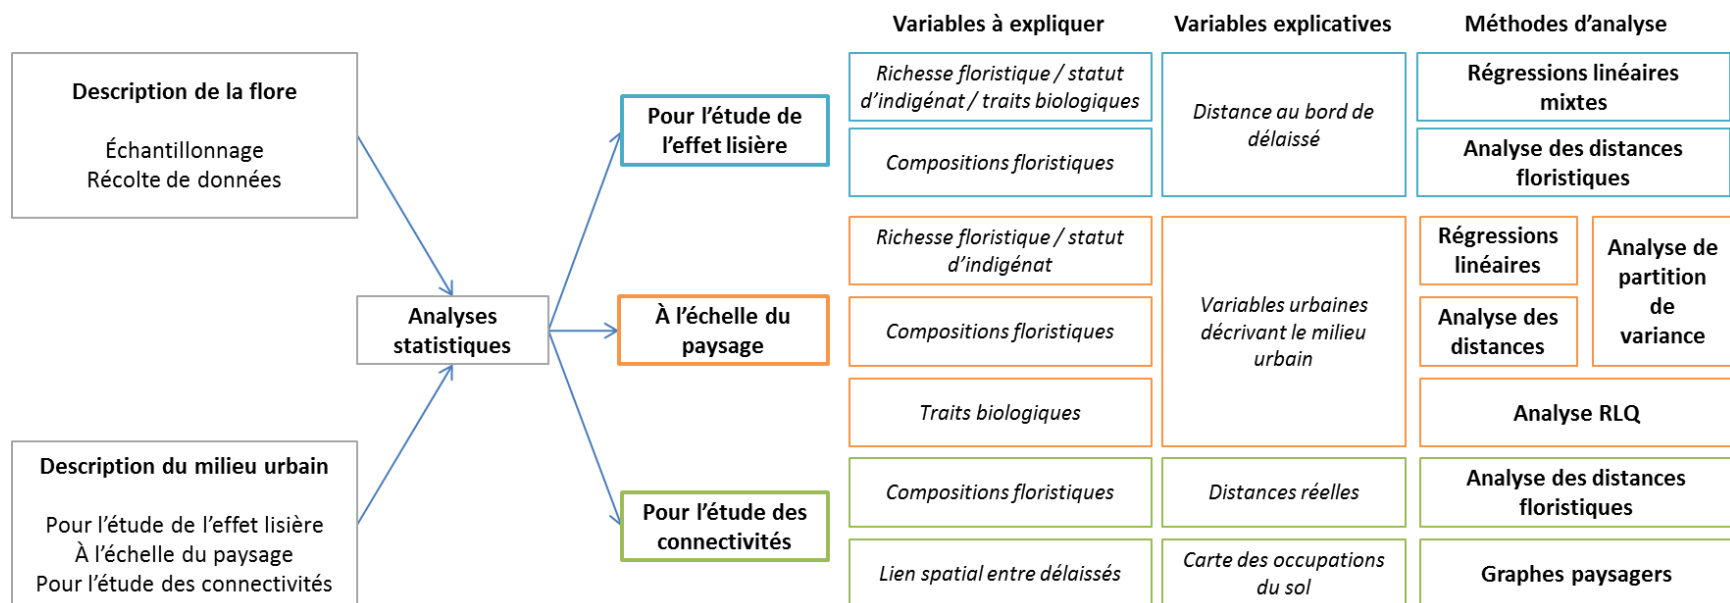 Variables à expliquer
Variables explicatives
Méthodes d'analyse
Description de la flore
Échantillonnage
Récolte de données
Description du milieu urbain
Pour l'étude de l'effet lisière
À l'échelle du paysage
Pour l'étude des connectivités
Analyses
statistiques
Pour l'étude de
l'effet lisière
Richesse floristique / statut
d'indigénat / traits biologiques
Compositions floristiques
Distance au bord de
délaissé
Régressions linéaires
mixtes
Analyse des distances
floristiques
À l'échelle du
paysage
Richesse floristique / statut
d'indigénat
Compositions floristiques
Traits biologiques
Variables urbaines
décrivant le milieu
urbain
Régressions
linéaires
Analyse des
distances
Analyse de
partition
de
variance
Analyse RLQ
Pour l'étude des
connectivités
Compositions floristiques
Distances réelles
Analyse des distances
floristiques
Lien spatial entre délaissés
Carte des occupations
du sol
Graphes paysagers